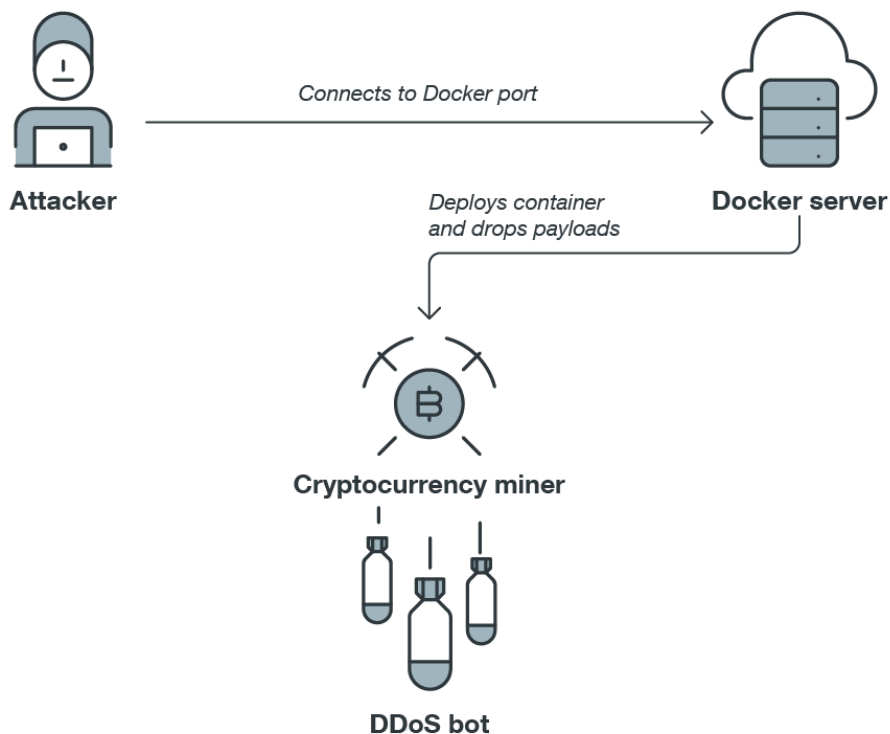 Connects to Docker port
Attacker
Docker server
Deploys container
and drops payloads
Cryptocurrency miner
DDoS bot